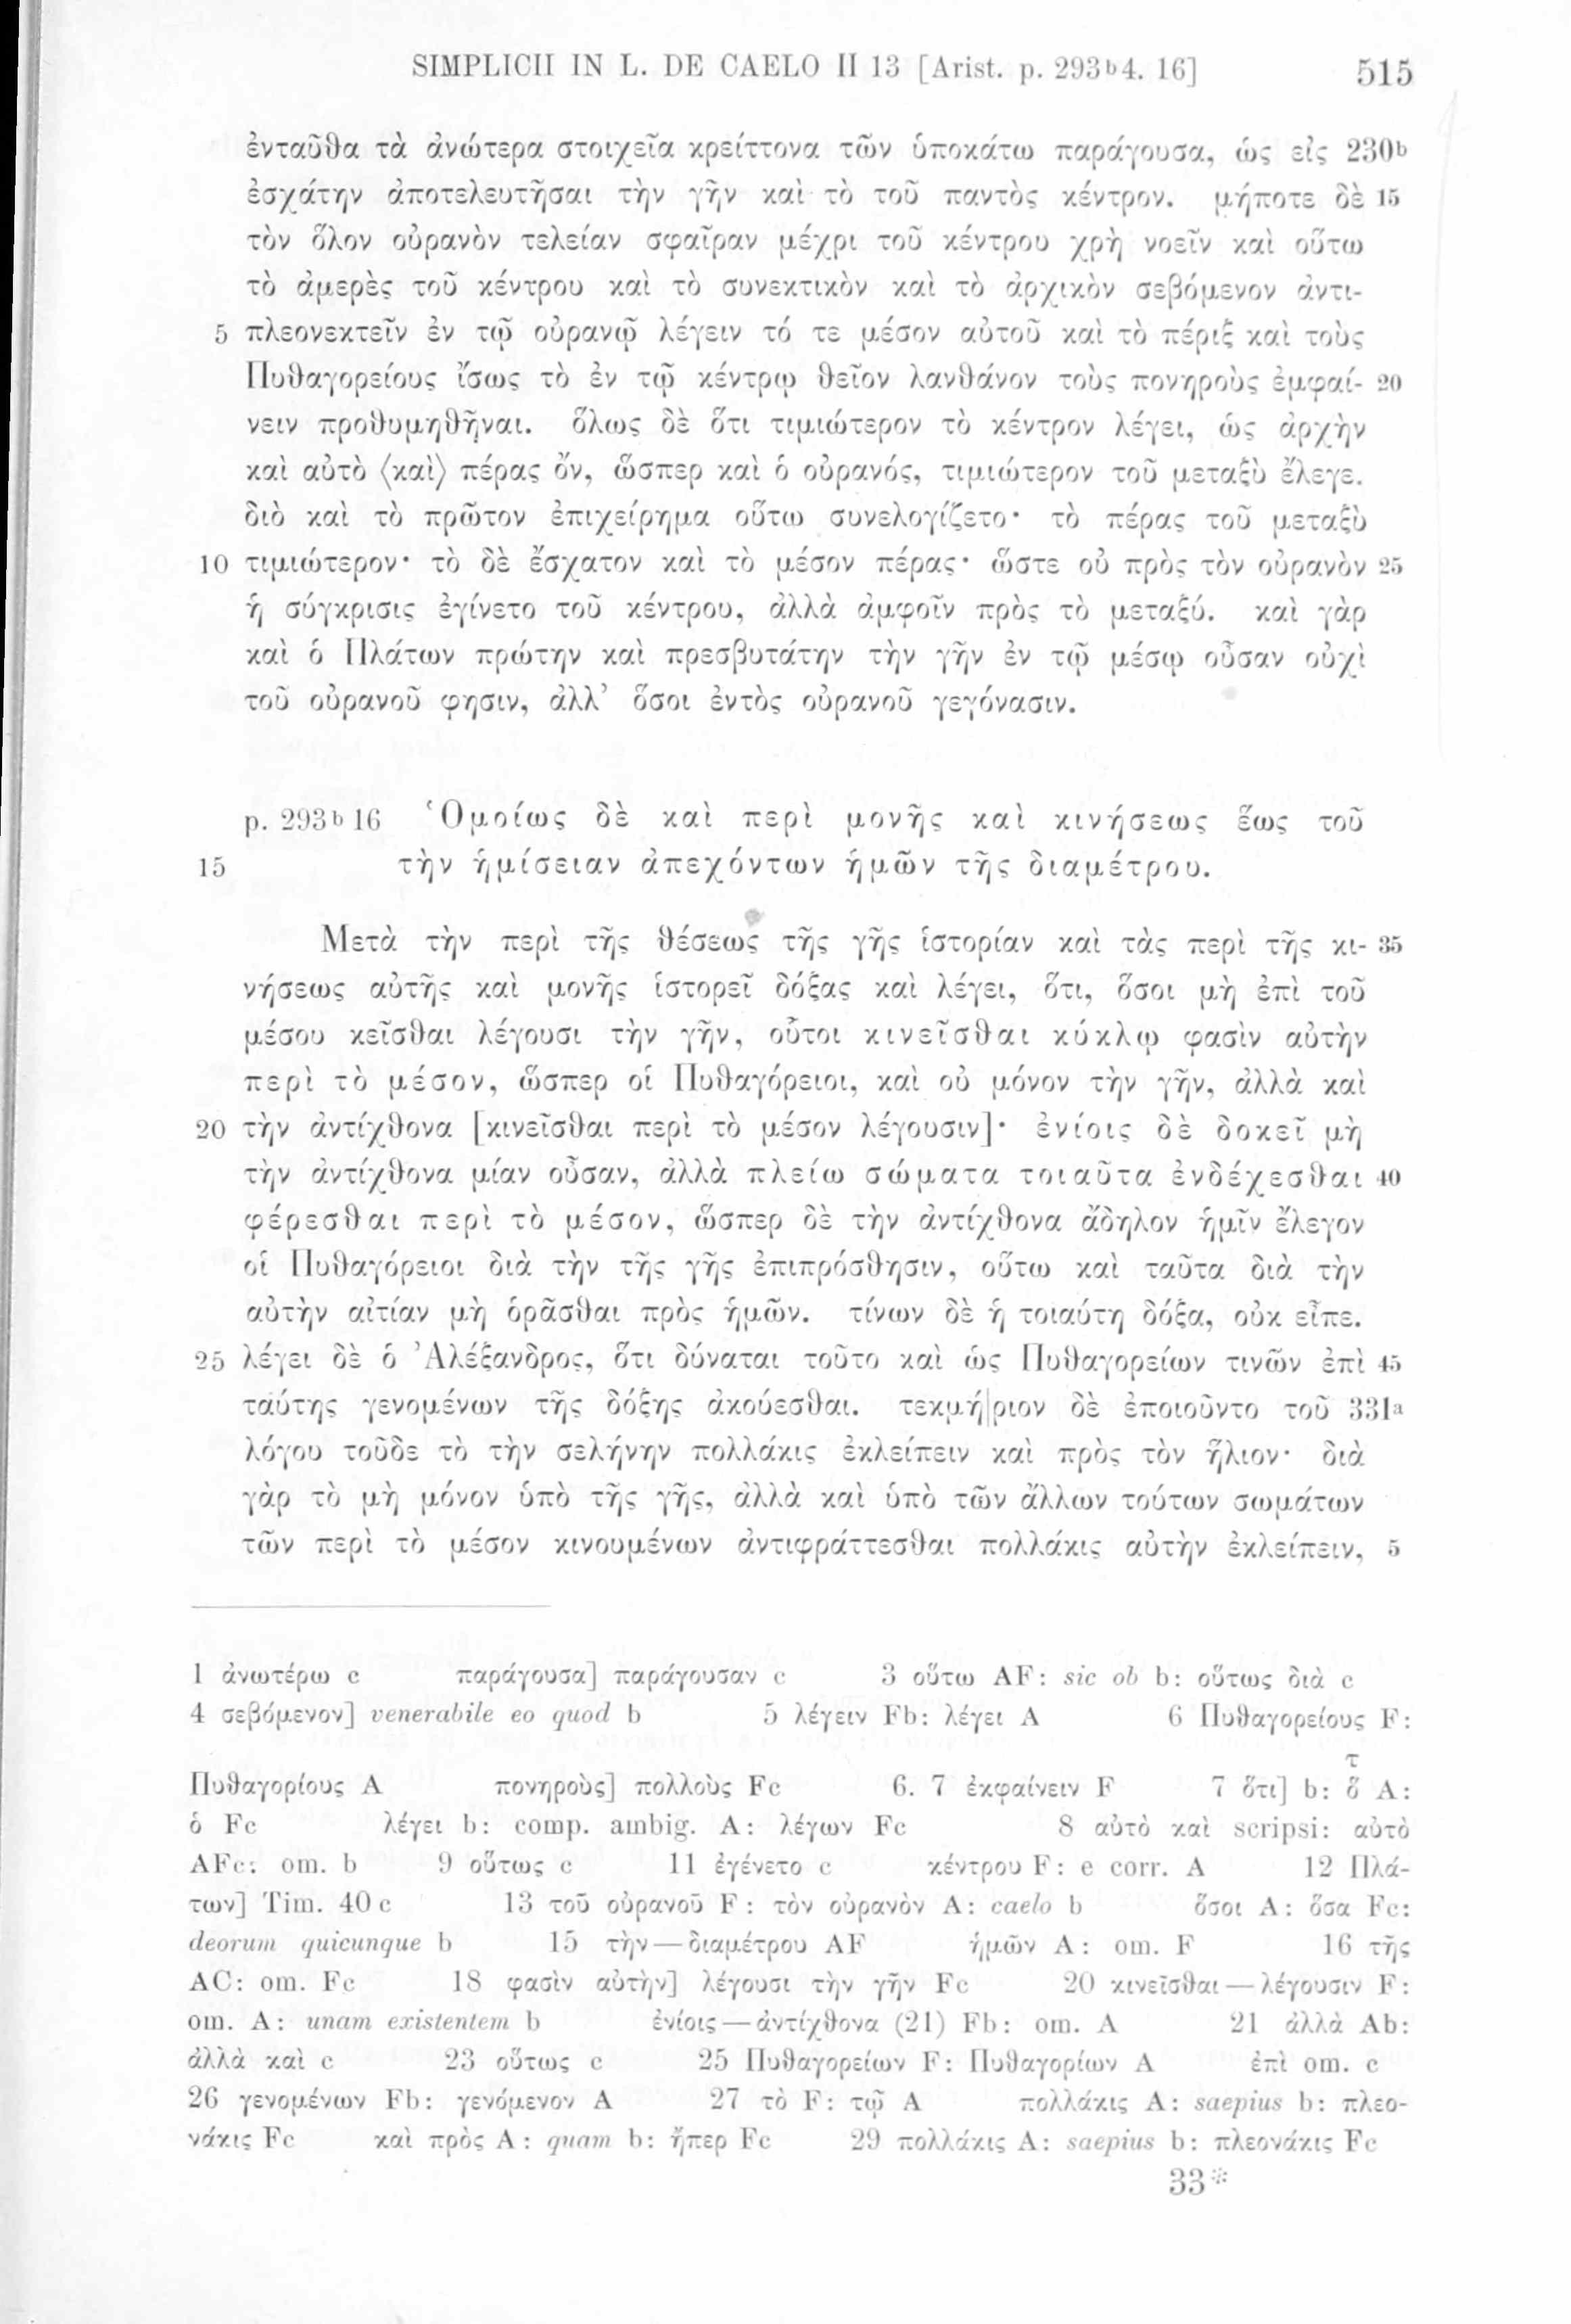 SIMPLICII IN L. DE CAELO II 13 [Arist. p. 293b4. 16] 515
ἐνταῦθα τὰ ἀνώτερα στοιχεῖα κρείττονα τῶν ὑποκάτω παράγουσα, ὡς εἰς 230b
ἐσχάτην ἀποτελευτῆσαι τὴν γῆν καὶ τὸ τοῦ παντὸς κέντρον. μήποτε δὲ 15
τὸν ὅλον οὐρανὸν τελείαν σφαῖραν μέχρι τοῦ κέντρου χρὴ νοεῖν καὶ οὕτω
τὸ ἀμερὲς τοῦ κέντρου καὶ τὸ συνεκτικὸν καὶ τὸ ἀρχικὸν σεβόμενον ἀντι-
5 πλεονεκτεῖν ἐν τῷ οὐρανῷ λέγειν τό τε μέσον αὐτοῦ καὶ τὸ πέριξ καὶ τοὺς
Πυθαγορείους ἴσως τὸ ἐν τῷ κέντρῳ θεῖον λανθάνον τοὺς πονηροὺς ἐμφαί- 20
νειν προθυμηθῆναι. ὅλως δὲ ὅτι τιμιώτερον τὸ κέντρον λέγει, ὡς ἀρχὴν
καὶ αὐτὸ ⟨καὶ⟩ πέρας ὄν, ὥσπερ καὶ ὁ οὐρανός, τιμιώτερον τοῦ μεταξὺ ἔλεγε.
διὸ καὶ τὸ πρῶτον ἐπιχείρημα οὕτω συνελογίζετο· τὸ πέρας τοῦ μεταξὺ
10 τιμιώτερον· τὸ δὲ ἔσχατον καὶ τὸ μέσον πέρας· ὥστε οὐ πρὸς τὸν οὐρανὸν 25
ἡ σύγκρισις ἐγίνετο τοῦ κέντρου, ἀλλὰ ἀμφοῖν πρὸς τὸ μεταξύ. καὶ γὰρ
καὶ ὁ Πλάτων πρώτην καὶ πρεσβυτάτην τὴν γῆν ἐν τῷ μέσῳ οὖσαν οὐχὶ
τοῦ οὐρανοῦ φησιν, ἀλλ’ ὅσοι ἐντὸς οὐρανοῦ γεγόνασιν.
p. 293b 16 Ὁμοίως δὲ καὶ περὶ μονῆς καὶ κινήσεως ἕως τοῦ
15 τὴν ἡμίσειαν ἀπεχόντων ἡμῶν τῆς διαμέτρου.
Μετὰ τὴν περὶ τῆς θέσεως τῆς γῆς ἱστορίαν καὶ τὰς περὶ τῆς κι- 35
νήσεως αὐτῆς καὶ μονῆς ἱστορεῖ δόξας καὶ λέγει, ὅτι, ὅσοι μὴ ἐπὶ τοῦ
μέσου κεῖσθαι λέγουσι τὴν γῆν, οὗτοι κινεῖσθαι κύκλῳ φασὶν αὐτὴν
περὶ τὸ μέσον, ὥσπερ οἱ Πυθαγόρειοι, καὶ οὐ μόνον τὴν γῆν, ἀλλὰ καὶ
20 τὴν ἀντίχθονα [κινεῖσθαι περὶ τὸ μέσον λέγουσιν]· ἐνίοις δὲ δοκεῖ μὴ
τὴν ἀντίχθονα μίαν οὖσαν, ἀλλὰ πλείω σώματα τοιαῦτα ἐνδέχεσθαι 40
φέρεσθαι περὶ τὸ μέσον, ὥσπερ δὲ τὴν ἀντίχθονα ἄδηλον ἡμῖν ἔλεγον
οἱ Πυθαγόρειοι διὰ τὴν τῆς γῆς ἐπιπρόσθησιν, οὕτω καὶ ταῦτα διὰ τὴν
αὐτὴν αἰτίαν μὴ ὁρᾶσθαι πρὸς ἡμῶν. τίνων δὲ ἡ τοιαύτη δόξα, οὐκ εἶπε.
25 λέγει δὲ ὁ Ἀλέξανδρος, ὅτι δύναται τοῦτο καὶ ὡς Πυθαγορείων τινῶν ἐπὶ 45
ταύτης γενομένων τῆς δόξης ἀκούεσθαι. τεκμή|ριον δὲ ἐποιοῦντο τοῦ 331a
λόγου τοῦδε τὸ τὴν σελήνην πολλάκις ἐκλείπειν καὶ πρὸς τὸν ἥλιον· διὰ
γὰρ τὸ μὴ μόνον ὑπὸ τῆς γῆς, ἀλλὰ καὶ ὑπὸ τῶν ἄλλων τούτων σωμάτων
τῶν περὶ τὸ μέσον κινουμένων ἀντιφράττεσθαι πολλάκις αὐτὴν ἐκλείπειν, 5
1 ἀνωτέρω c παράγουσα] παράγουσαν c 3 οὕτω AF: sic ob b: οὕτως διὰ c
4 σεβόμενον] venerabile eo quod b 5 λέγειν Fb: λέγει A 6 Πυθαγορείους F:
τ
Πυθαγορίους A πονηροὺς] πολλοὺς Fc 6. 7 ἐκφαίνειν F 7 ὅτι] b: ὅ A:
ὁ Fc λέγει b: comp. ambig. A: λέγων Fc 8 αὐτὸ καὶ scripsi: αὐτὸ
AFc: om. b 9 οὕτως c 11 ἐγένετο c κέντρου F: e corr. A 12 Πλά-
των] Tim. 40 c 13 τοῦ οὐρανοῦ F: τὸν οὐρανὸν A: caelo b ὅσοι A: ὅσα Fc:
deorum quicunque b 15 τὴν — διαμέτρου AF ἡμῶν A: om. F 16 τῆς
AC: om. Fc 18 φασὶν αὐτὴν] λέγουσι τὴν γῆν Fc 20 κινεῖσθαι — λέγουσιν F:
om. A: unam existentem b ἐνίοις — ἀντίχθονα (21) Fb: om. A 21 ἀλλὰ Ab:
ἀλλὰ καὶ c 23 οὕτως c 25 Πυθαγορείων F: Πυθαγορίων A ἐπὶ om. c
26 γενομένων Fb: γενόμενον A 27 τὸ F: τῷ A πολλάκις A: saepius b: πλεο-
νάκις Fc καὶ πρὸς A: quam b: ἤπερ Fc 29 πολλάκις A: saepius b: πλεονάκις Fc
33*